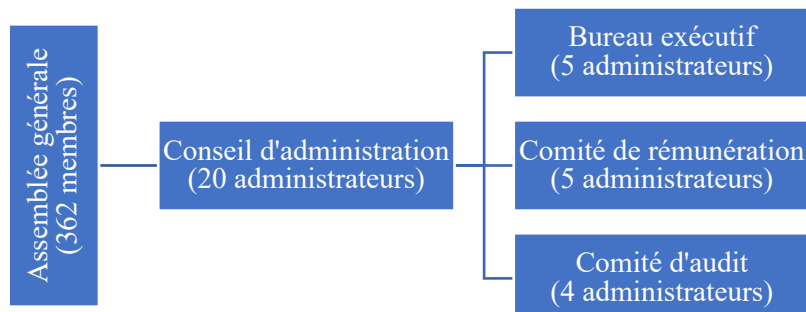 Assemblée générale
(362 membres)
Conseil d'administration
(20 administrateurs)
Bureau exécutif
(5 administrateurs)
Comité de rémunération
(5 administrateurs)
Comité d'audit
(4 administrateurs)